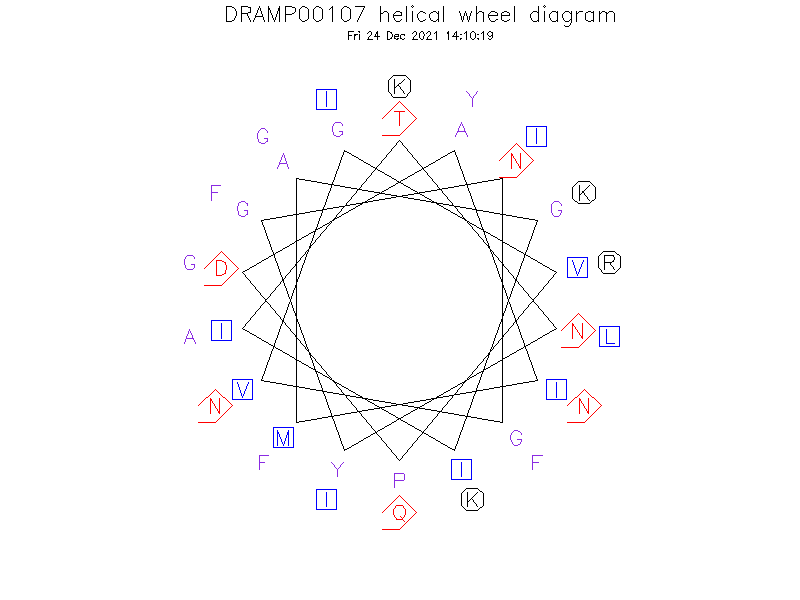 DRAMP00107 helical wheel diagram
Fri 24 Dec 2021 14:10:19
K
I Y
T
G A I
G N
A
F K
G G
G D V R
A I N L
V I
N N
M G
F Y I F
P
I K
Q